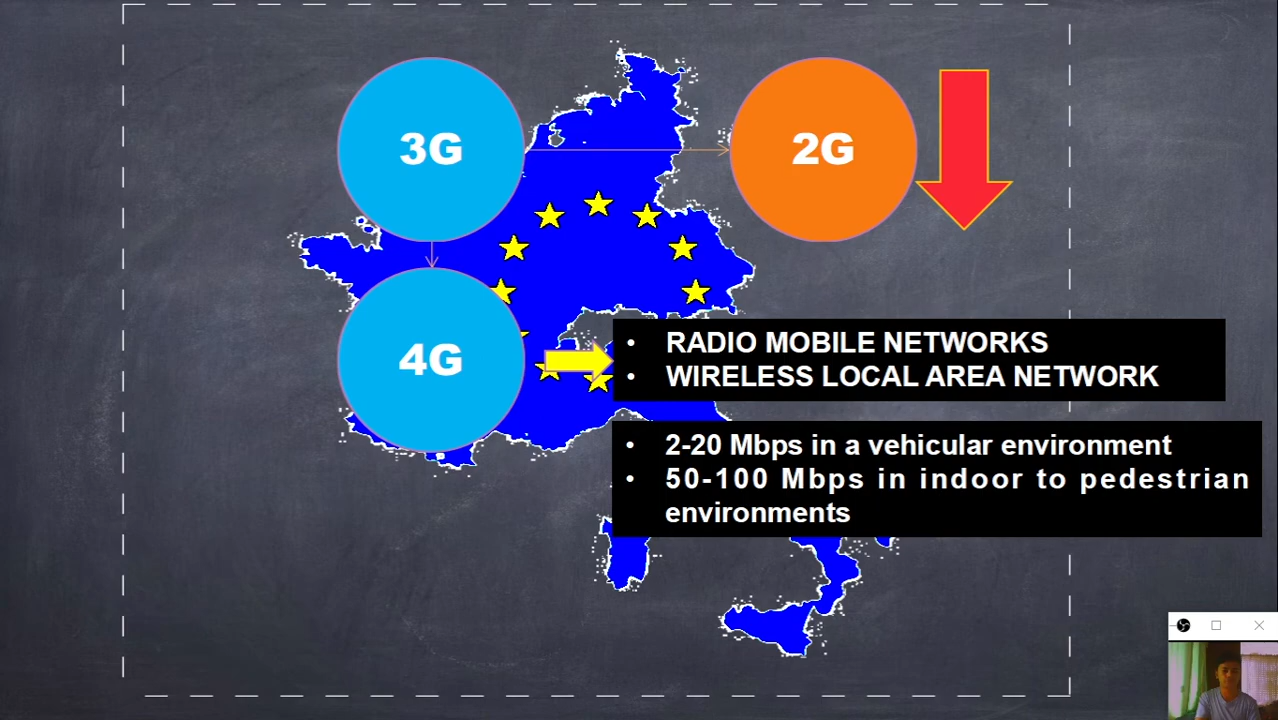 3G
2G
4G
• RADIO MOBILE NETWORKS
• WIRELESS LOCAL AREA NETWORK
• 2-20 Mbps in a vehicular environment
• 50-100 Mbps in indoor to pedestrian
environments